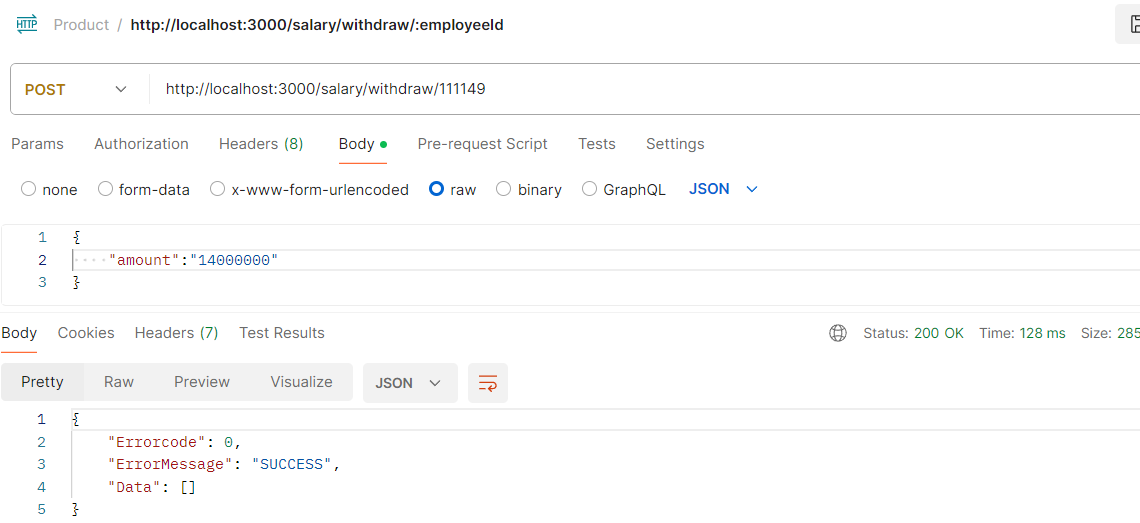 HTTP Product / http://localhost:3000/salary/withdraw/:employeeId
POST http://localhost:3000/salary/withdraw/111149
Params Authorization Headers (8) Body Pre-request Script Tests Settings
none form-data x-www-form-urlencoded raw binary GraphQL JSON
1 {
2 ···· "amount":"14000000"
3 }
Body Cookies Headers (7) Test Results Status: 200 OK Time: 128 ms Size: 285
Pretty Raw Preview Visualize JSON
1 {
2 "Errorcode": 0,
3 "ErrorMessage": "SUCCESS",
4 "Data": []
5 }